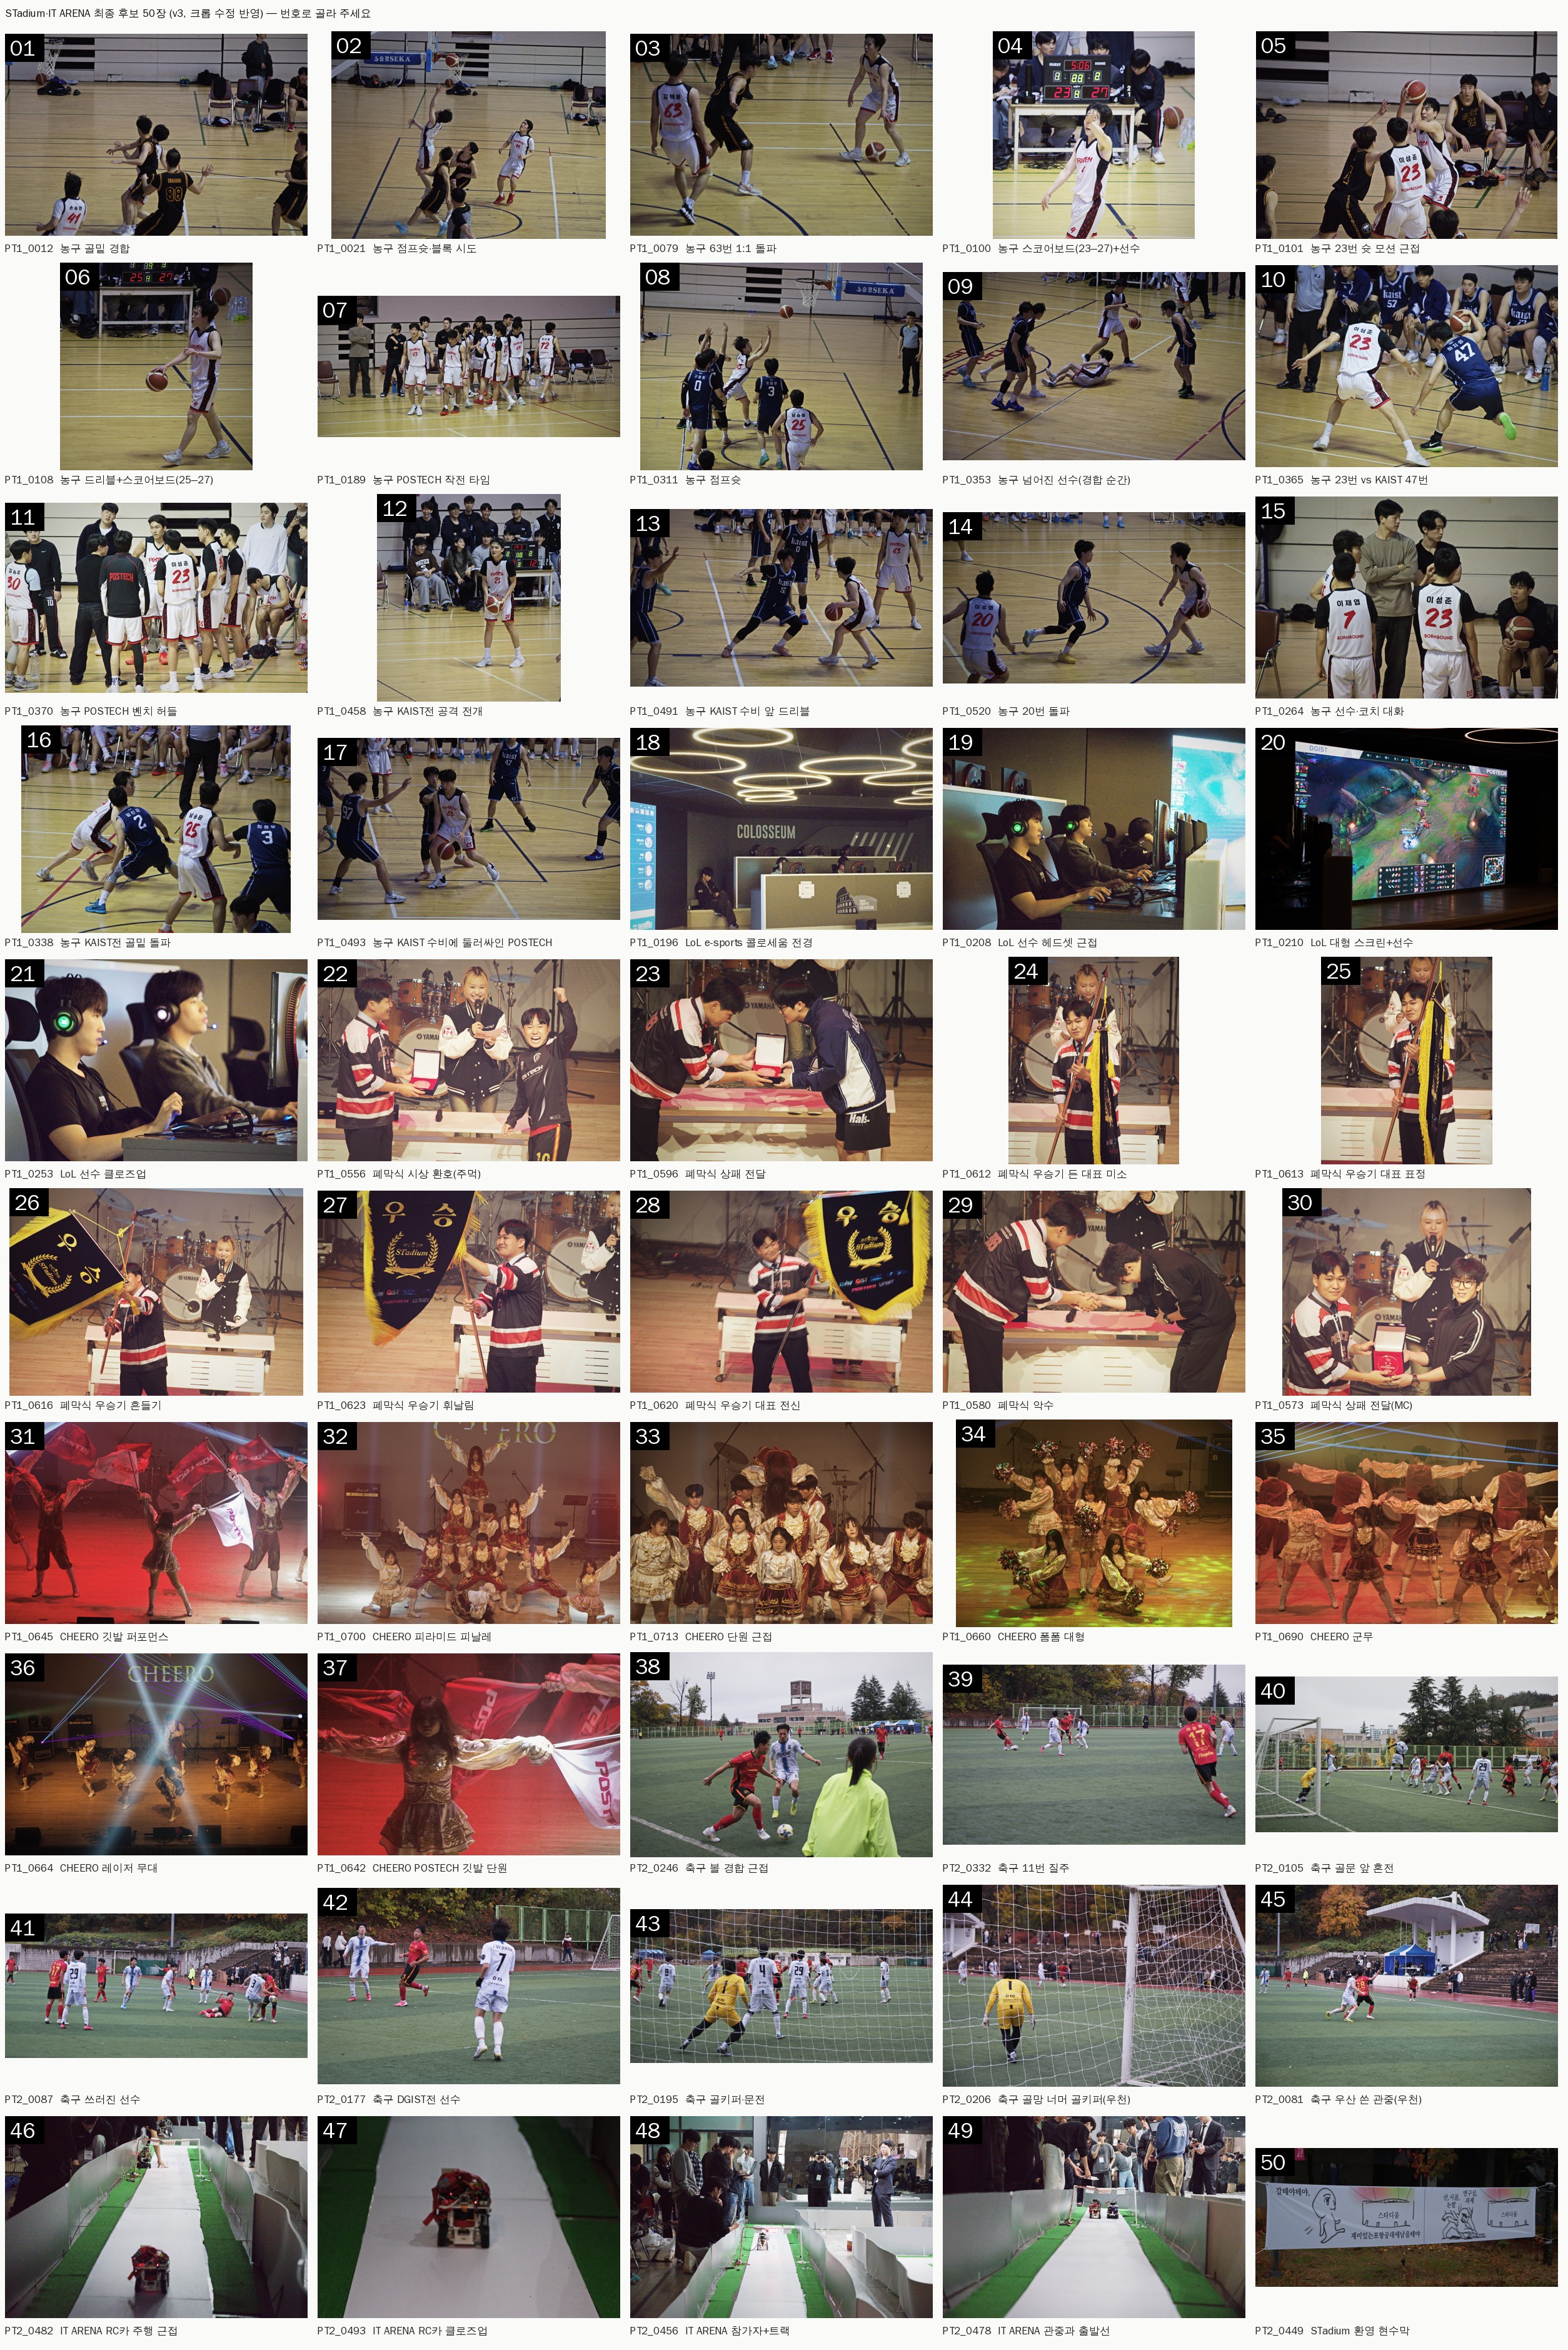 STadium·IT ARENA 최종 후보 50장 (v3, 크롭 수정 반영) — 번호로 골라 주세요
01
02
03
04
05
PT1_0012 농구 골밑 경합
PT1_0021 농구 점프슛·블록 시도
PT1_0079 농구 63번 1:1 돌파
PT1_0100 농구 스코어보드(23–27)+선수
PT1_0101 농구 23번 슛 모션 근접
06
07
08
09
10
PT1_0108 농구 드리블+스코어보드(25–27)
PT1_0189 농구 POSTECH 작전 타임
PT1_0311 농구 점프슛
PT1_0353 농구 넘어진 선수(경합 순간)
PT1_0365 농구 23번 vs KAIST 47번
11
12
13
14
15
PT1_0370 농구 POSTECH 벤치 허들
PT1_0458 농구 KAIST전 공격 전개
PT1_0491 농구 KAIST 수비 앞 드리블
PT1_0520 농구 20번 돌파
PT1_0264 농구 선수·코치 대화
16
17
18
COLOSSEUM
19
20
DGIST
POSTECH
PT1_0338 농구 KAIST전 골밑 돌파
PT1_0493 농구 KAIST 수비에 둘러싸인 POSTECH
PT1_0196 LoL e-sports 콜로세움 전경
PT1_0208 LoL 선수 헤드셋 근접
PT1_0210 LoL 대형 스크린+선수
21
22
23
24
25
PT1_0253 LoL 선수 클로즈업
PT1_0556 폐막식 시상 환호(주먹)
PT1_0596 폐막식 상패 전달
PT1_0612 폐막식 우승기 든 대표 미소
PT1_0613 폐막식 우승기 대표 표정
26
27
우승
STadium
28
우승
STadium
29
30
PT1_0616 폐막식 우승기 흔들기
PT1_0623 폐막식 우승기 휘날림
PT1_0620 폐막식 우승기 대표 전신
PT1_0580 폐막식 악수
PT1_0573 폐막식 상패 전달(MC)
31
32
33
34
35
PT1_0645 CHEERO 깃발 퍼포먼스
PT1_0700 CHEERO 피라미드 피날레
PT1_0713 CHEERO 단원 근접
PT1_0660 CHEERO 폼폼 대형
PT1_0690 CHEERO 군무
36
CHEERO
37
38
39
40
PT1_0664 CHEERO 레이저 무대
PT1_0642 CHEERO POSTECH 깃발 단원
PT2_0246 축구 볼 경합 근접
PT2_0332 축구 11번 질주
PT2_0105 축구 골문 앞 혼전
41
42
43
44
45
PT2_0087 축구 쓰러진 선수
PT2_0177 축구 DGIST전 선수
PT2_0195 축구 골키퍼·문전
PT2_0206 축구 골망 너머 골키퍼(우천)
PT2_0081 축구 우산 쓴 관중(우천)
46
47
48
49
50
스타디움
스타디움
PT2_0482 IT ARENA RC카 주행 근접
PT2_0493 IT ARENA RC카 클로즈업
PT2_0456 IT ARENA 참가자+트랙
PT2_0478 IT ARENA 관중과 출발선
PT2_0449 STadium 환영 현수막